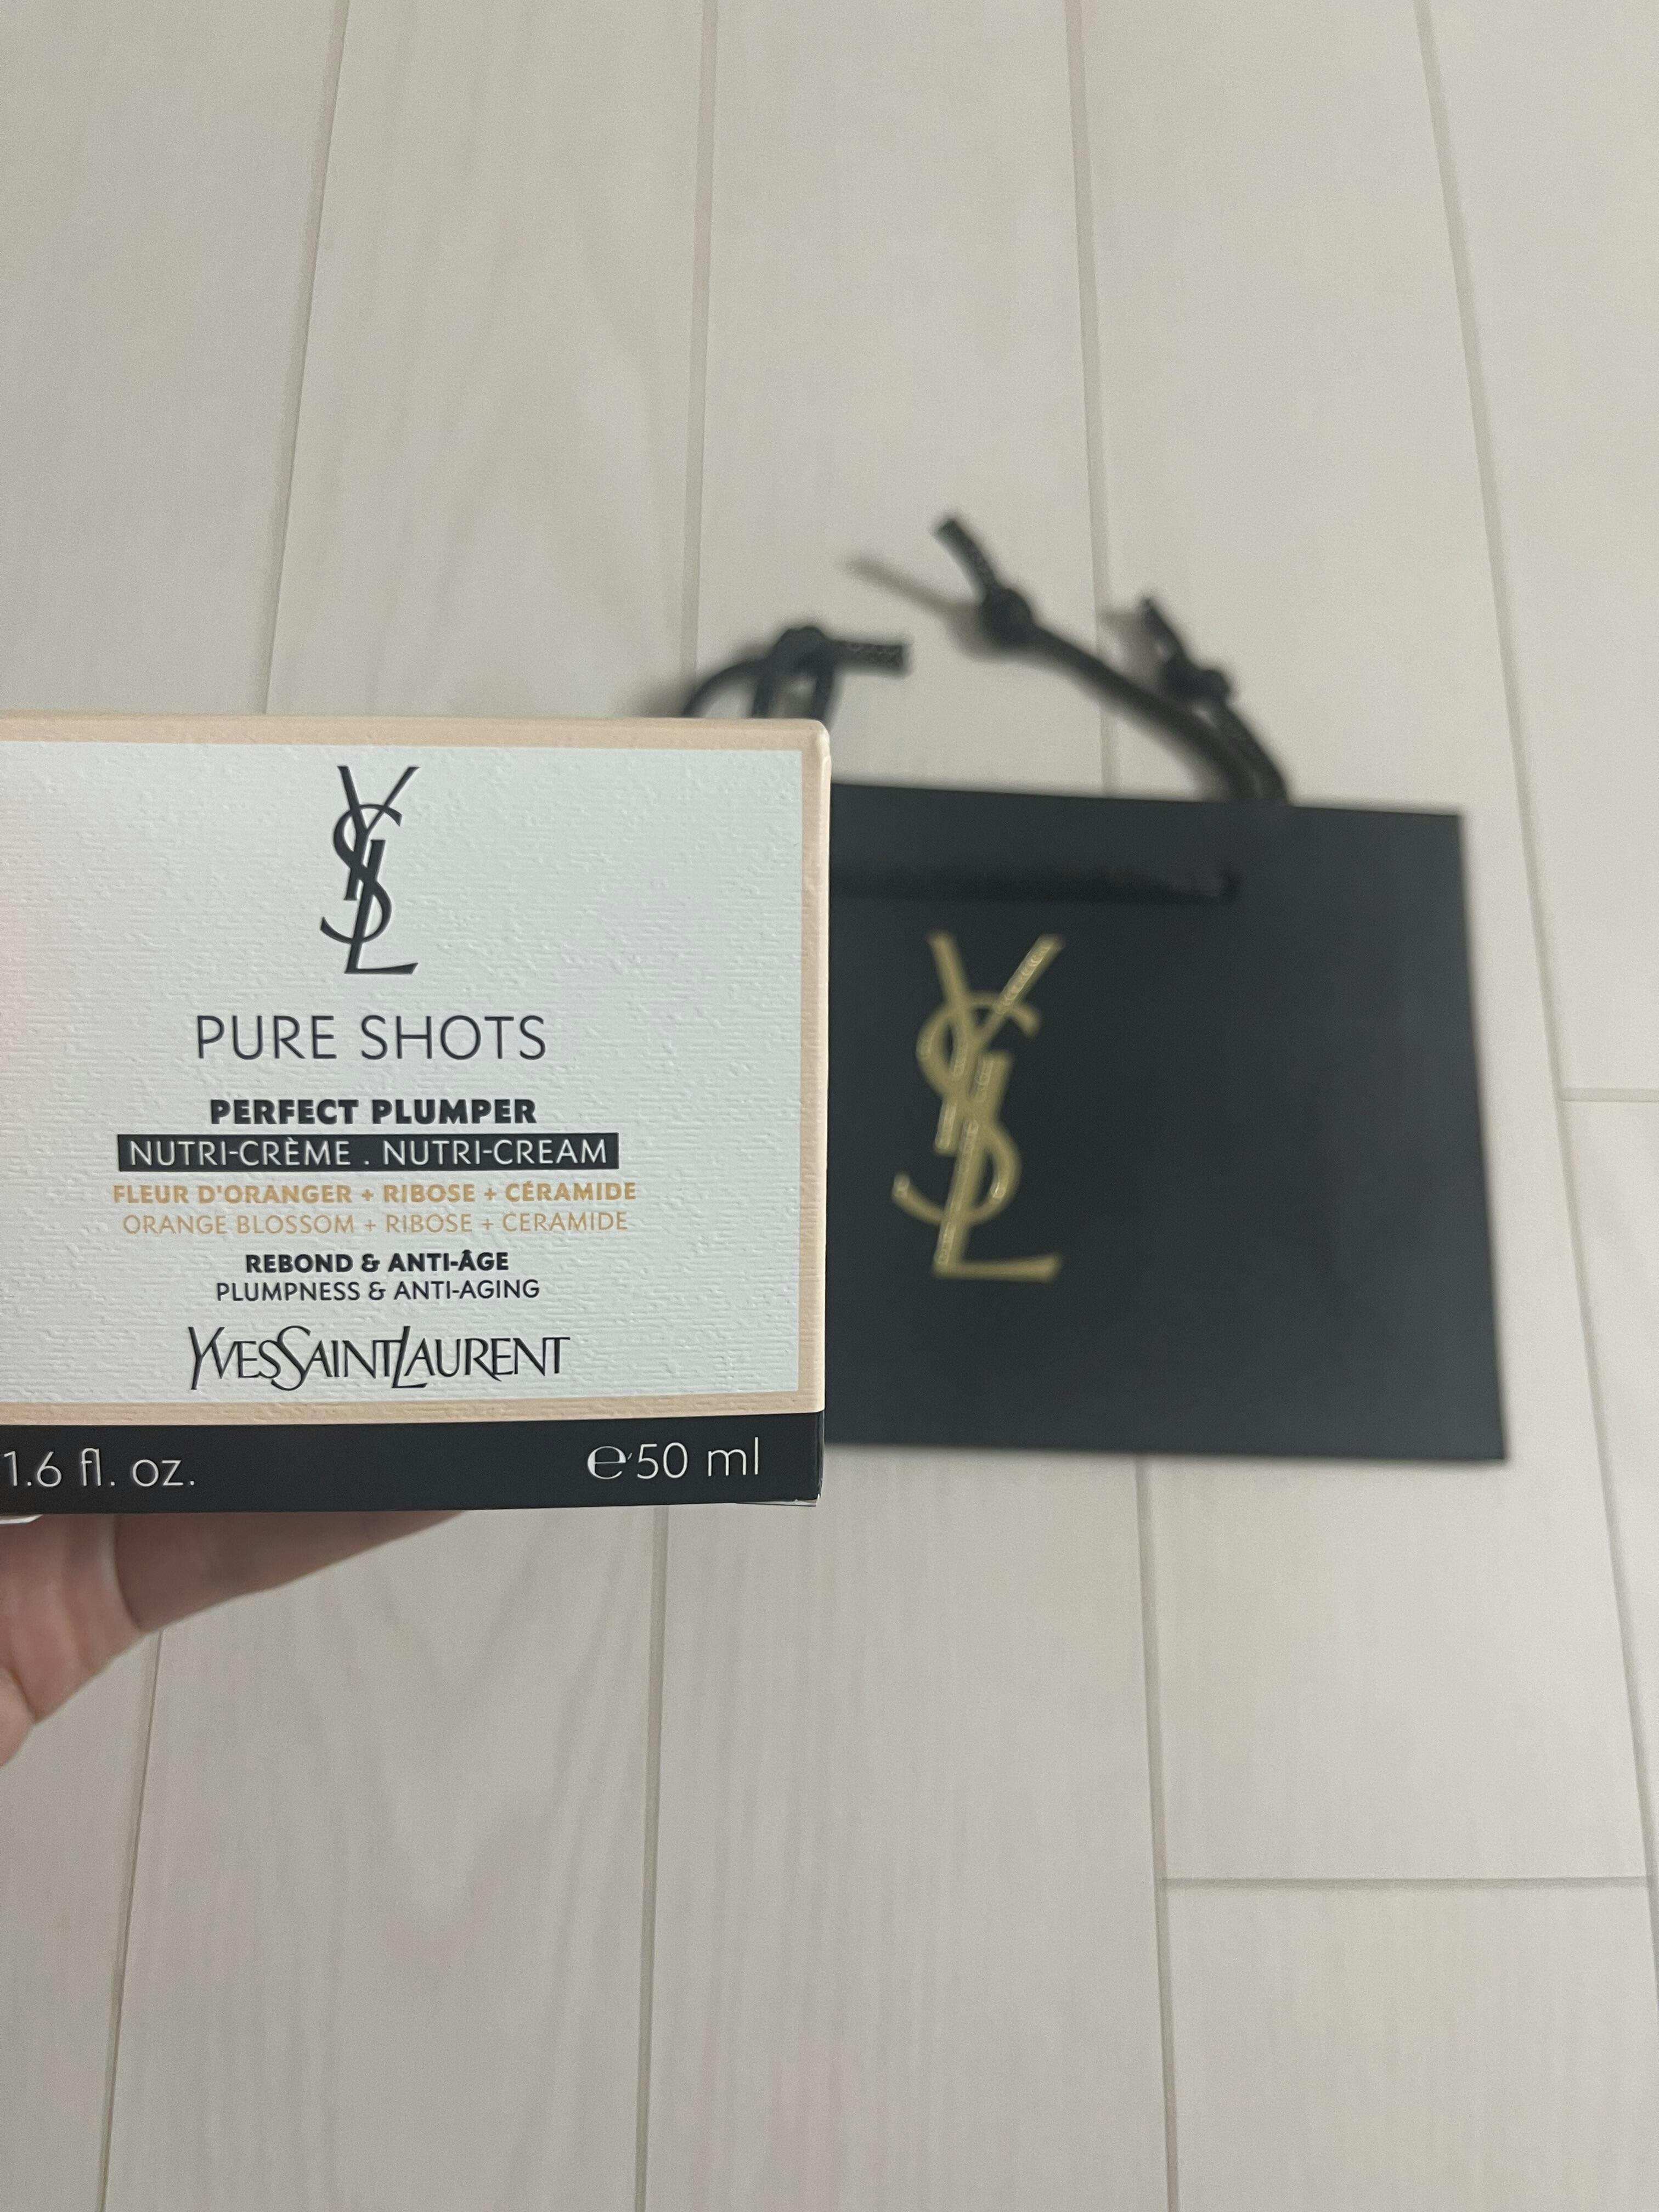 YSL
PURE SHOTS
PERFECT PLUMPER
NUTRI-CRÈME . NUTRI-CREAM
FLEUR D'ORANGER + RIBOSE + CÉRAMIDE
ORANGE BLOSSOM + RIBOSE + CERAMIDE
REBOND & ANTI-ÂGE
PLUMPNESS & ANTI-AGING
YVESSAINTLAURENT
1.6 fl. oz.
℮ 50 ml
YSL